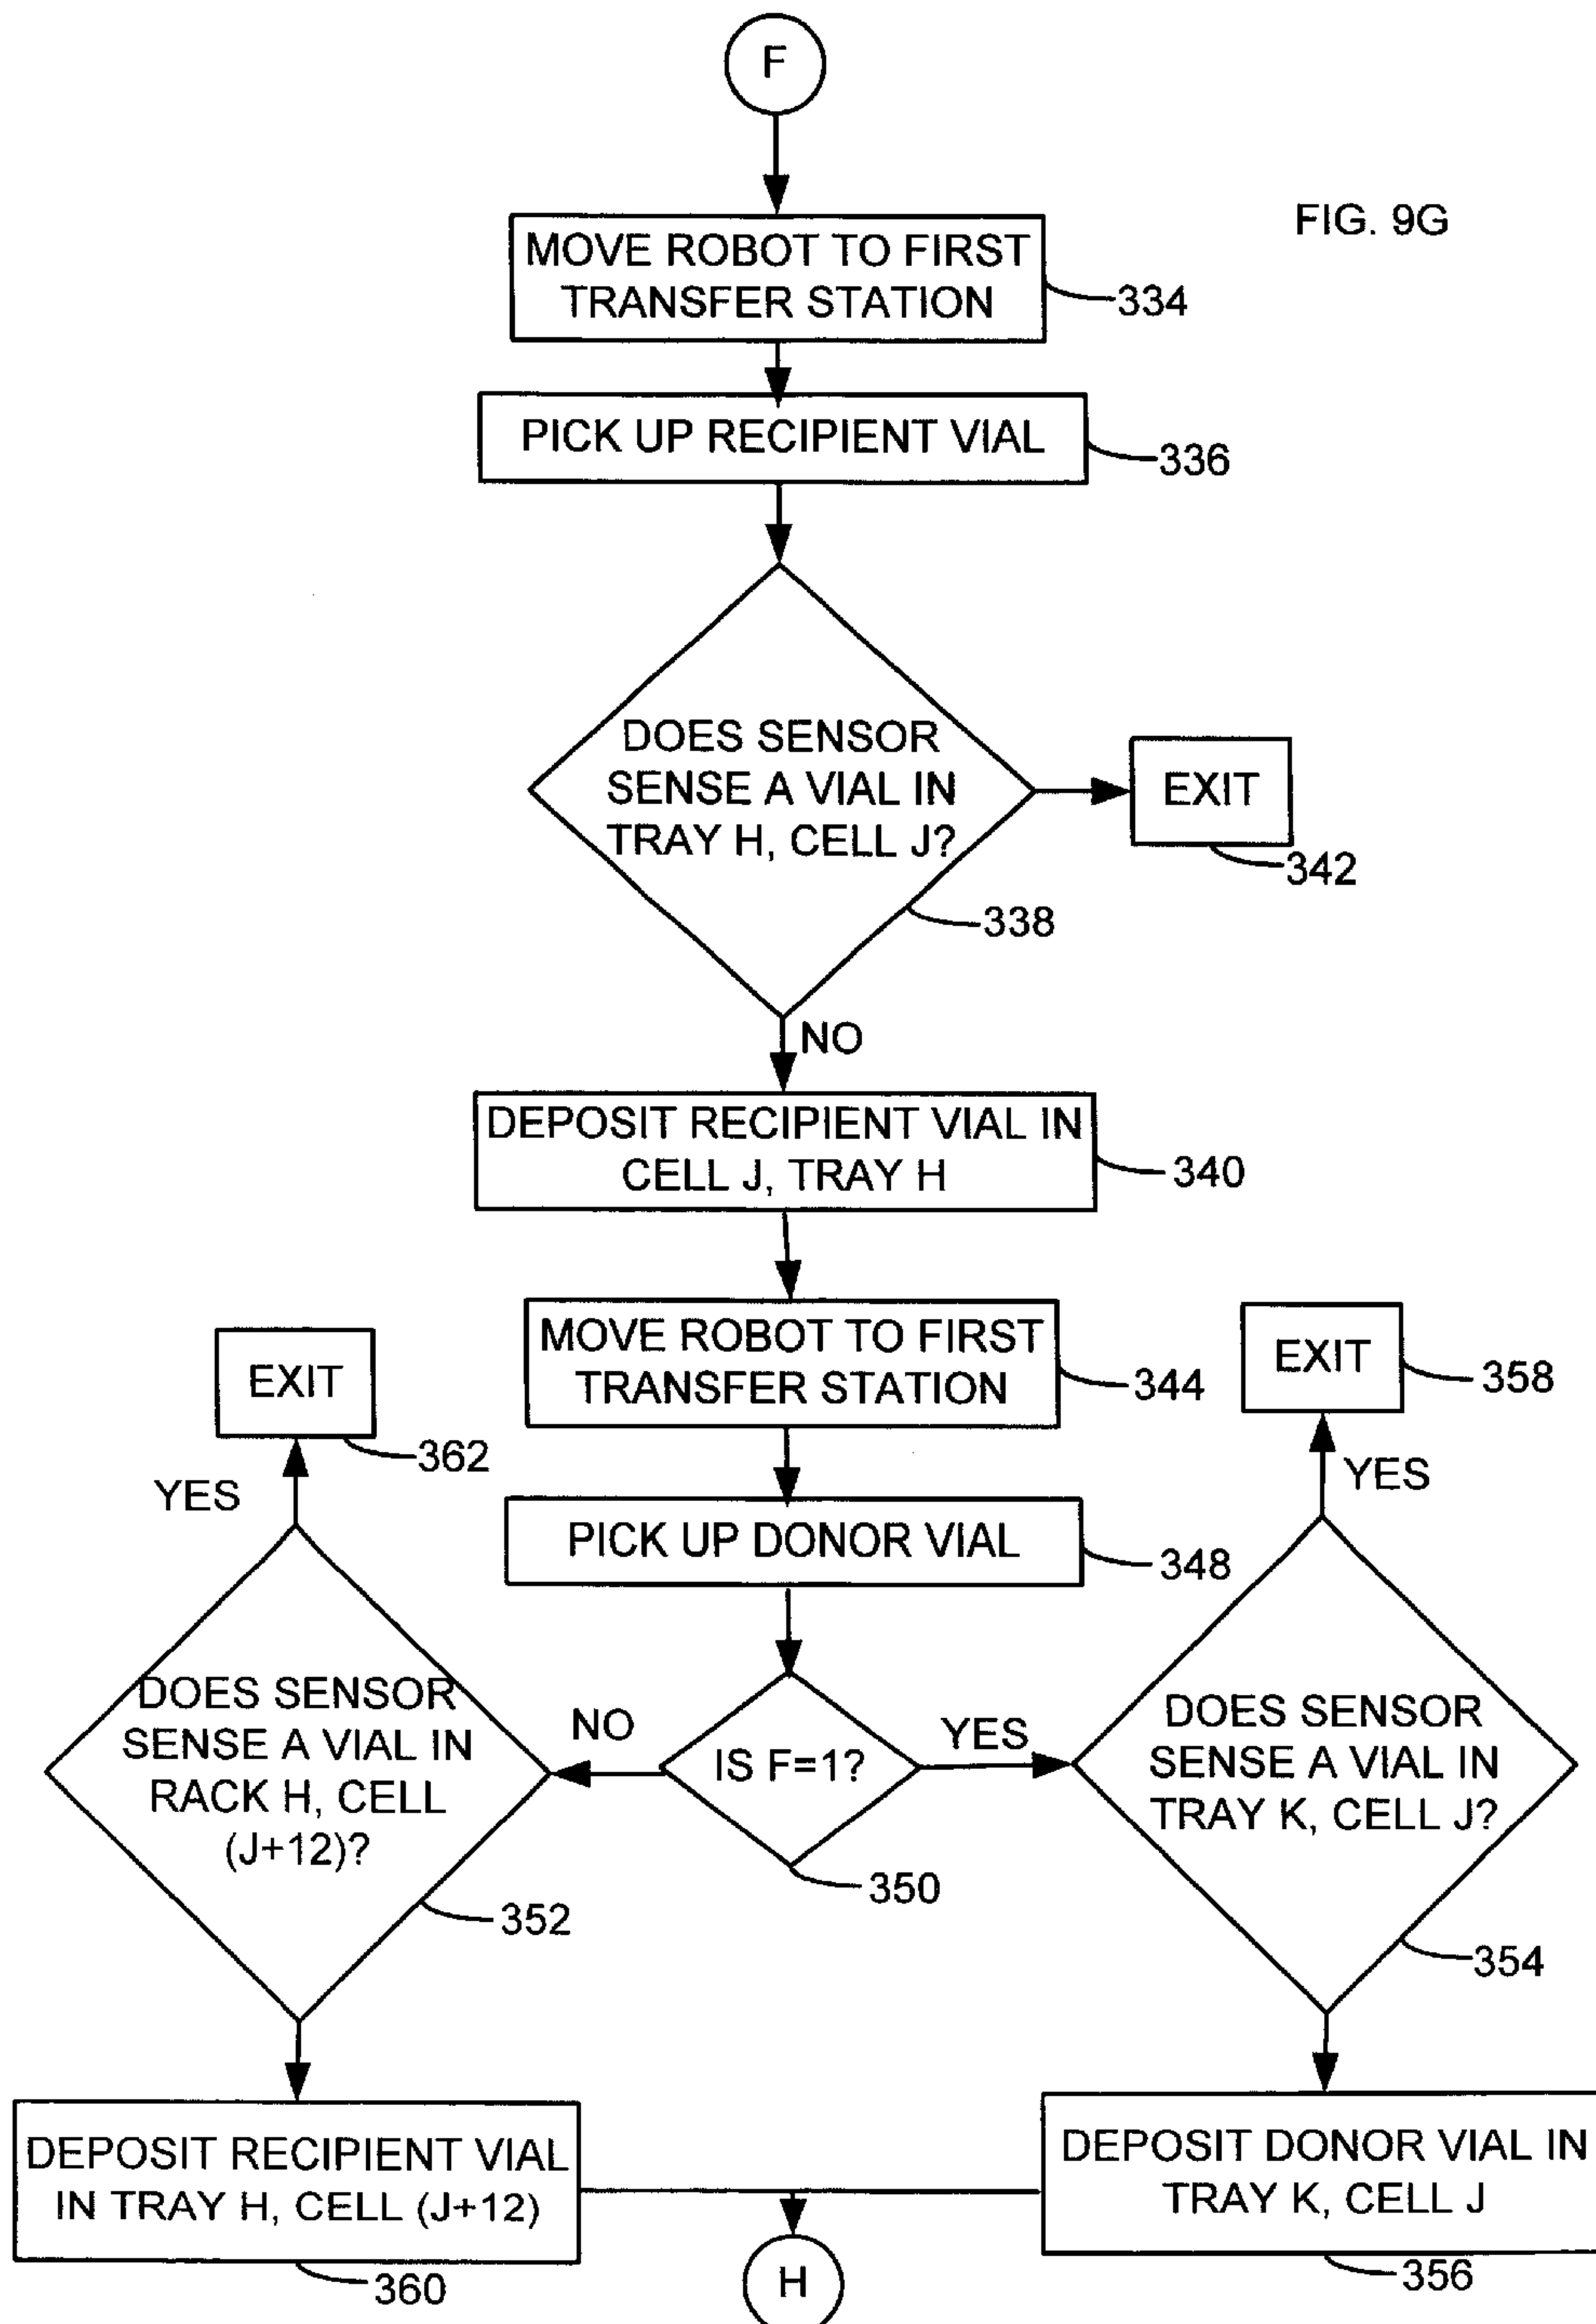 F
FIG. 9G
MOVE ROBOT TO FIRST
TRANSFER STATION
334
PICK UP RECIPIENT VIAL
336
DOES SENSOR
SENSE A VIAL IN
TRAY H, CELL J?
338
EXIT
342
NO
DEPOSIT RECIPIENT VIAL IN
CELL J, TRAY H
340
MOVE ROBOT TO FIRST
TRANSFER STATION
344
EXIT
362
YES
EXIT
358
YES
PICK UP DONOR VIAL
348
DOES SENSOR
SENSE A VIAL IN
RACK H, CELL
(J+12)?
352
NO
IS F=1?
350
YES
DOES SENSOR
SENSE A VIAL IN
TRAY K, CELL J?
354
DEPOSIT RECIPIENT VIAL
IN TRAY H, CELL (J+12)
360
DEPOSIT DONOR VIAL IN
TRAY K, CELL J
356
H